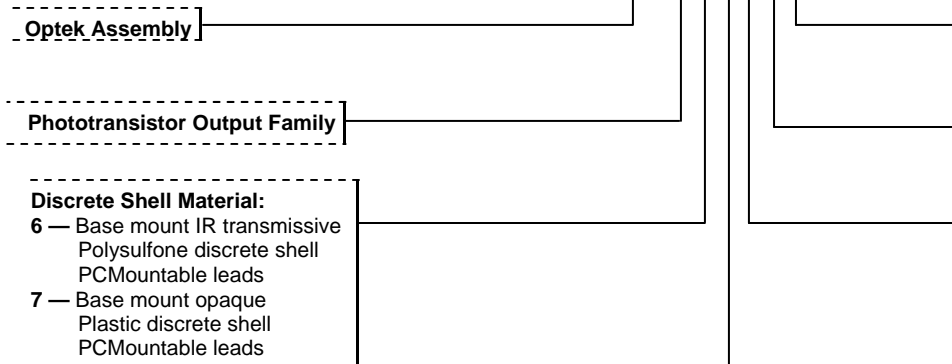 Optek Assembly
Phototransistor Output Family
Discrete Shell Material:
6 — Base mount IR transmissive
Polysulfone discrete shell
PCMountable leads
7 — Base mount opaque
Plastic discrete shell
PCMountable leads